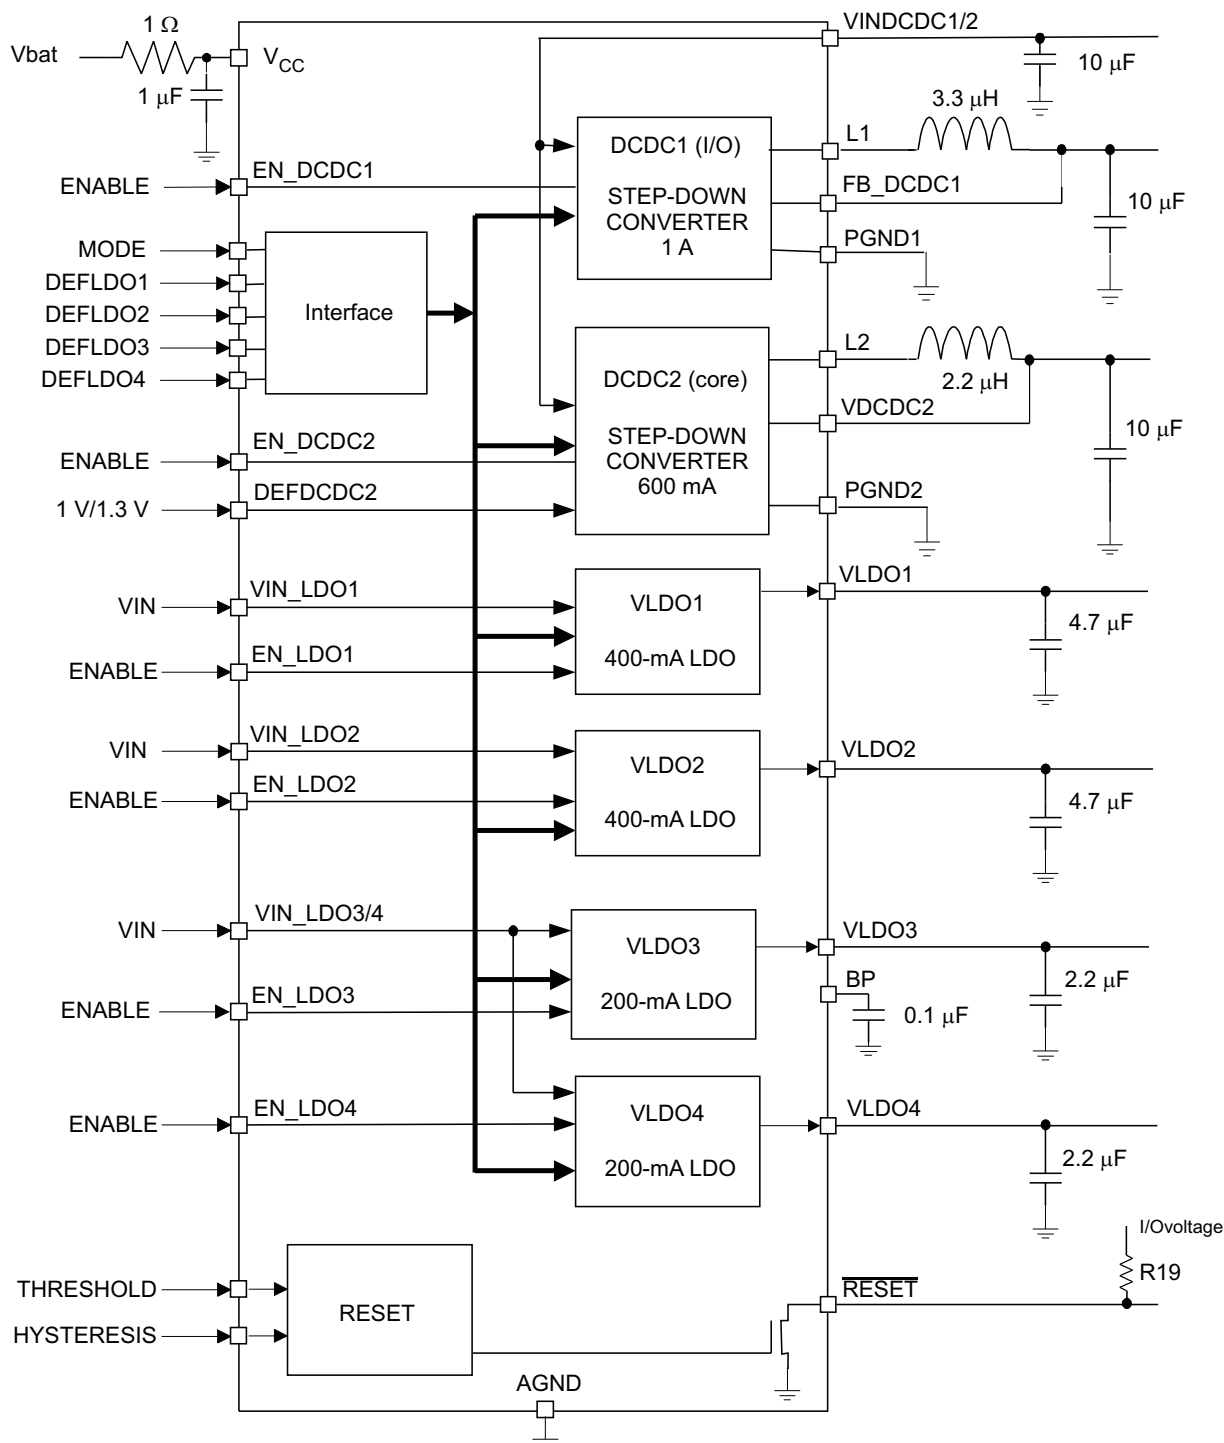 1 Ω
VINDCDC1/2
Vbat
V_CC
1 μF
10 μF
3.3 μH
DCDC1 (I/O)
STEP-DOWN
CONVERTER
1 A
L1
FB_DCDC1
PGND1
10 μF
ENABLE
EN_DCDC1
MODE
DEFLDO1
DEFLDO2
DEFLDO3
DEFLDO4
Interface
DCDC2 (core)
STEP-DOWN
CONVERTER
600 mA
L2
2.2 μH
VDCDC2
PGND2
10 μF
ENABLE
EN_DCDC2
1 V/1.3 V
DEFDCDC2
VIN
VIN_LDO1
ENABLE
EN_LDO1
VLDO1
400-mA LDO
VLDO1
4.7 μF
VIN
VIN_LDO2
ENABLE
EN_LDO2
VLDO2
400-mA LDO
VLDO2
4.7 μF
VIN
VIN_LDO3/4
ENABLE
EN_LDO3
VLDO3
200-mA LDO
VLDO3
BP
0.1 μF
2.2 μF
ENABLE
EN_LDO4
VLDO4
200-mA LDO
VLDO4
2.2 μF
I/Ovoltage
R19
THRESHOLD
HYSTERESIS
RESET
RESET
AGND